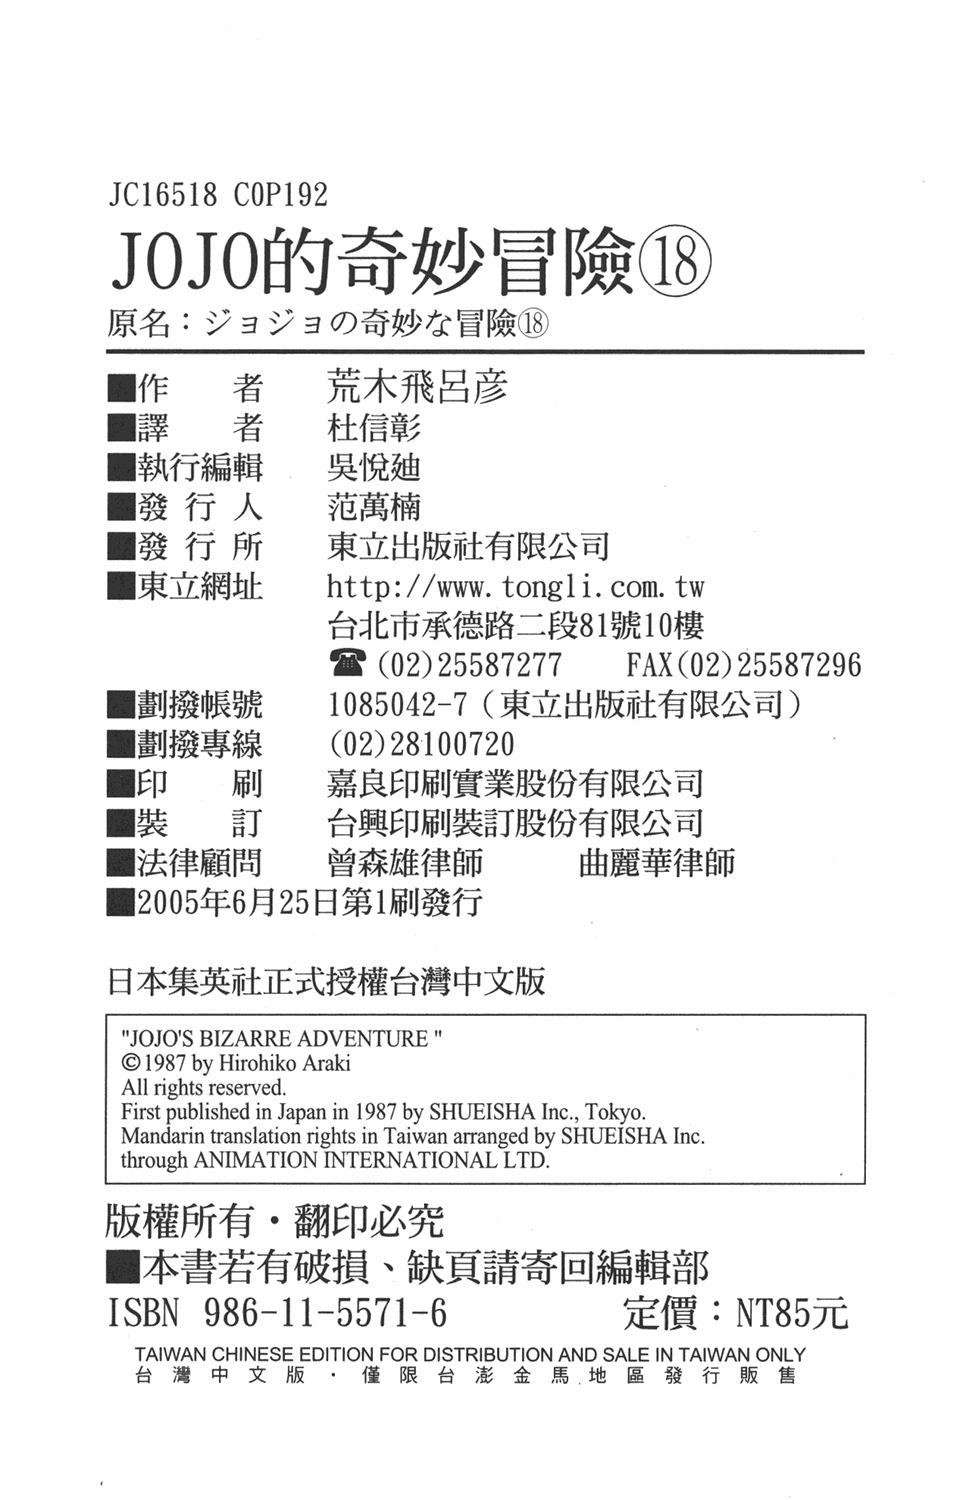 JC16518 COP192
JOJO的奇妙冒險⑱
原名：ジョジョの奇妙な冒險⑱
■作　　者　荒木飛呂彦
■譯　　者　杜信彰
■執行編輯　吳悅廸
■發 行 人　范萬楠
■發 行 所　東立出版社有限公司
■東立網址　http://www.tongli.com.tw
台北市承德路二段81號10樓
☎(02)25587277　FAX(02)25587296
■劃撥帳號　1085042-7（東立出版社有限公司）
■劃撥專線　(02)28100720
■印　　刷　嘉良印刷實業股份有限公司
■裝　　訂　台興印刷裝訂股份有限公司
■法律顧問　曾森雄律師　曲麗華律師
■2005年6月25日第1刷發行
日本集英社正式授權台灣中文版
"JOJO'S BIZARRE ADVENTURE "
©1987 by Hirohiko Araki
All rights reserved.
First published in Japan in 1987 by SHUEISHA Inc., Tokyo.
Mandarin translation rights in Taiwan arranged by SHUEISHA Inc.
through ANIMATION INTERNATIONAL LTD.
版權所有・翻印必究
■本書若有破損、缺頁請寄回編輯部
ISBN 986-11-5571-6　定價：NT85元
TAIWAN CHINESE EDITION FOR DISTRIBUTION AND SALE IN TAIWAN ONLY
台灣中文版・僅限台澎金馬地區發行販售